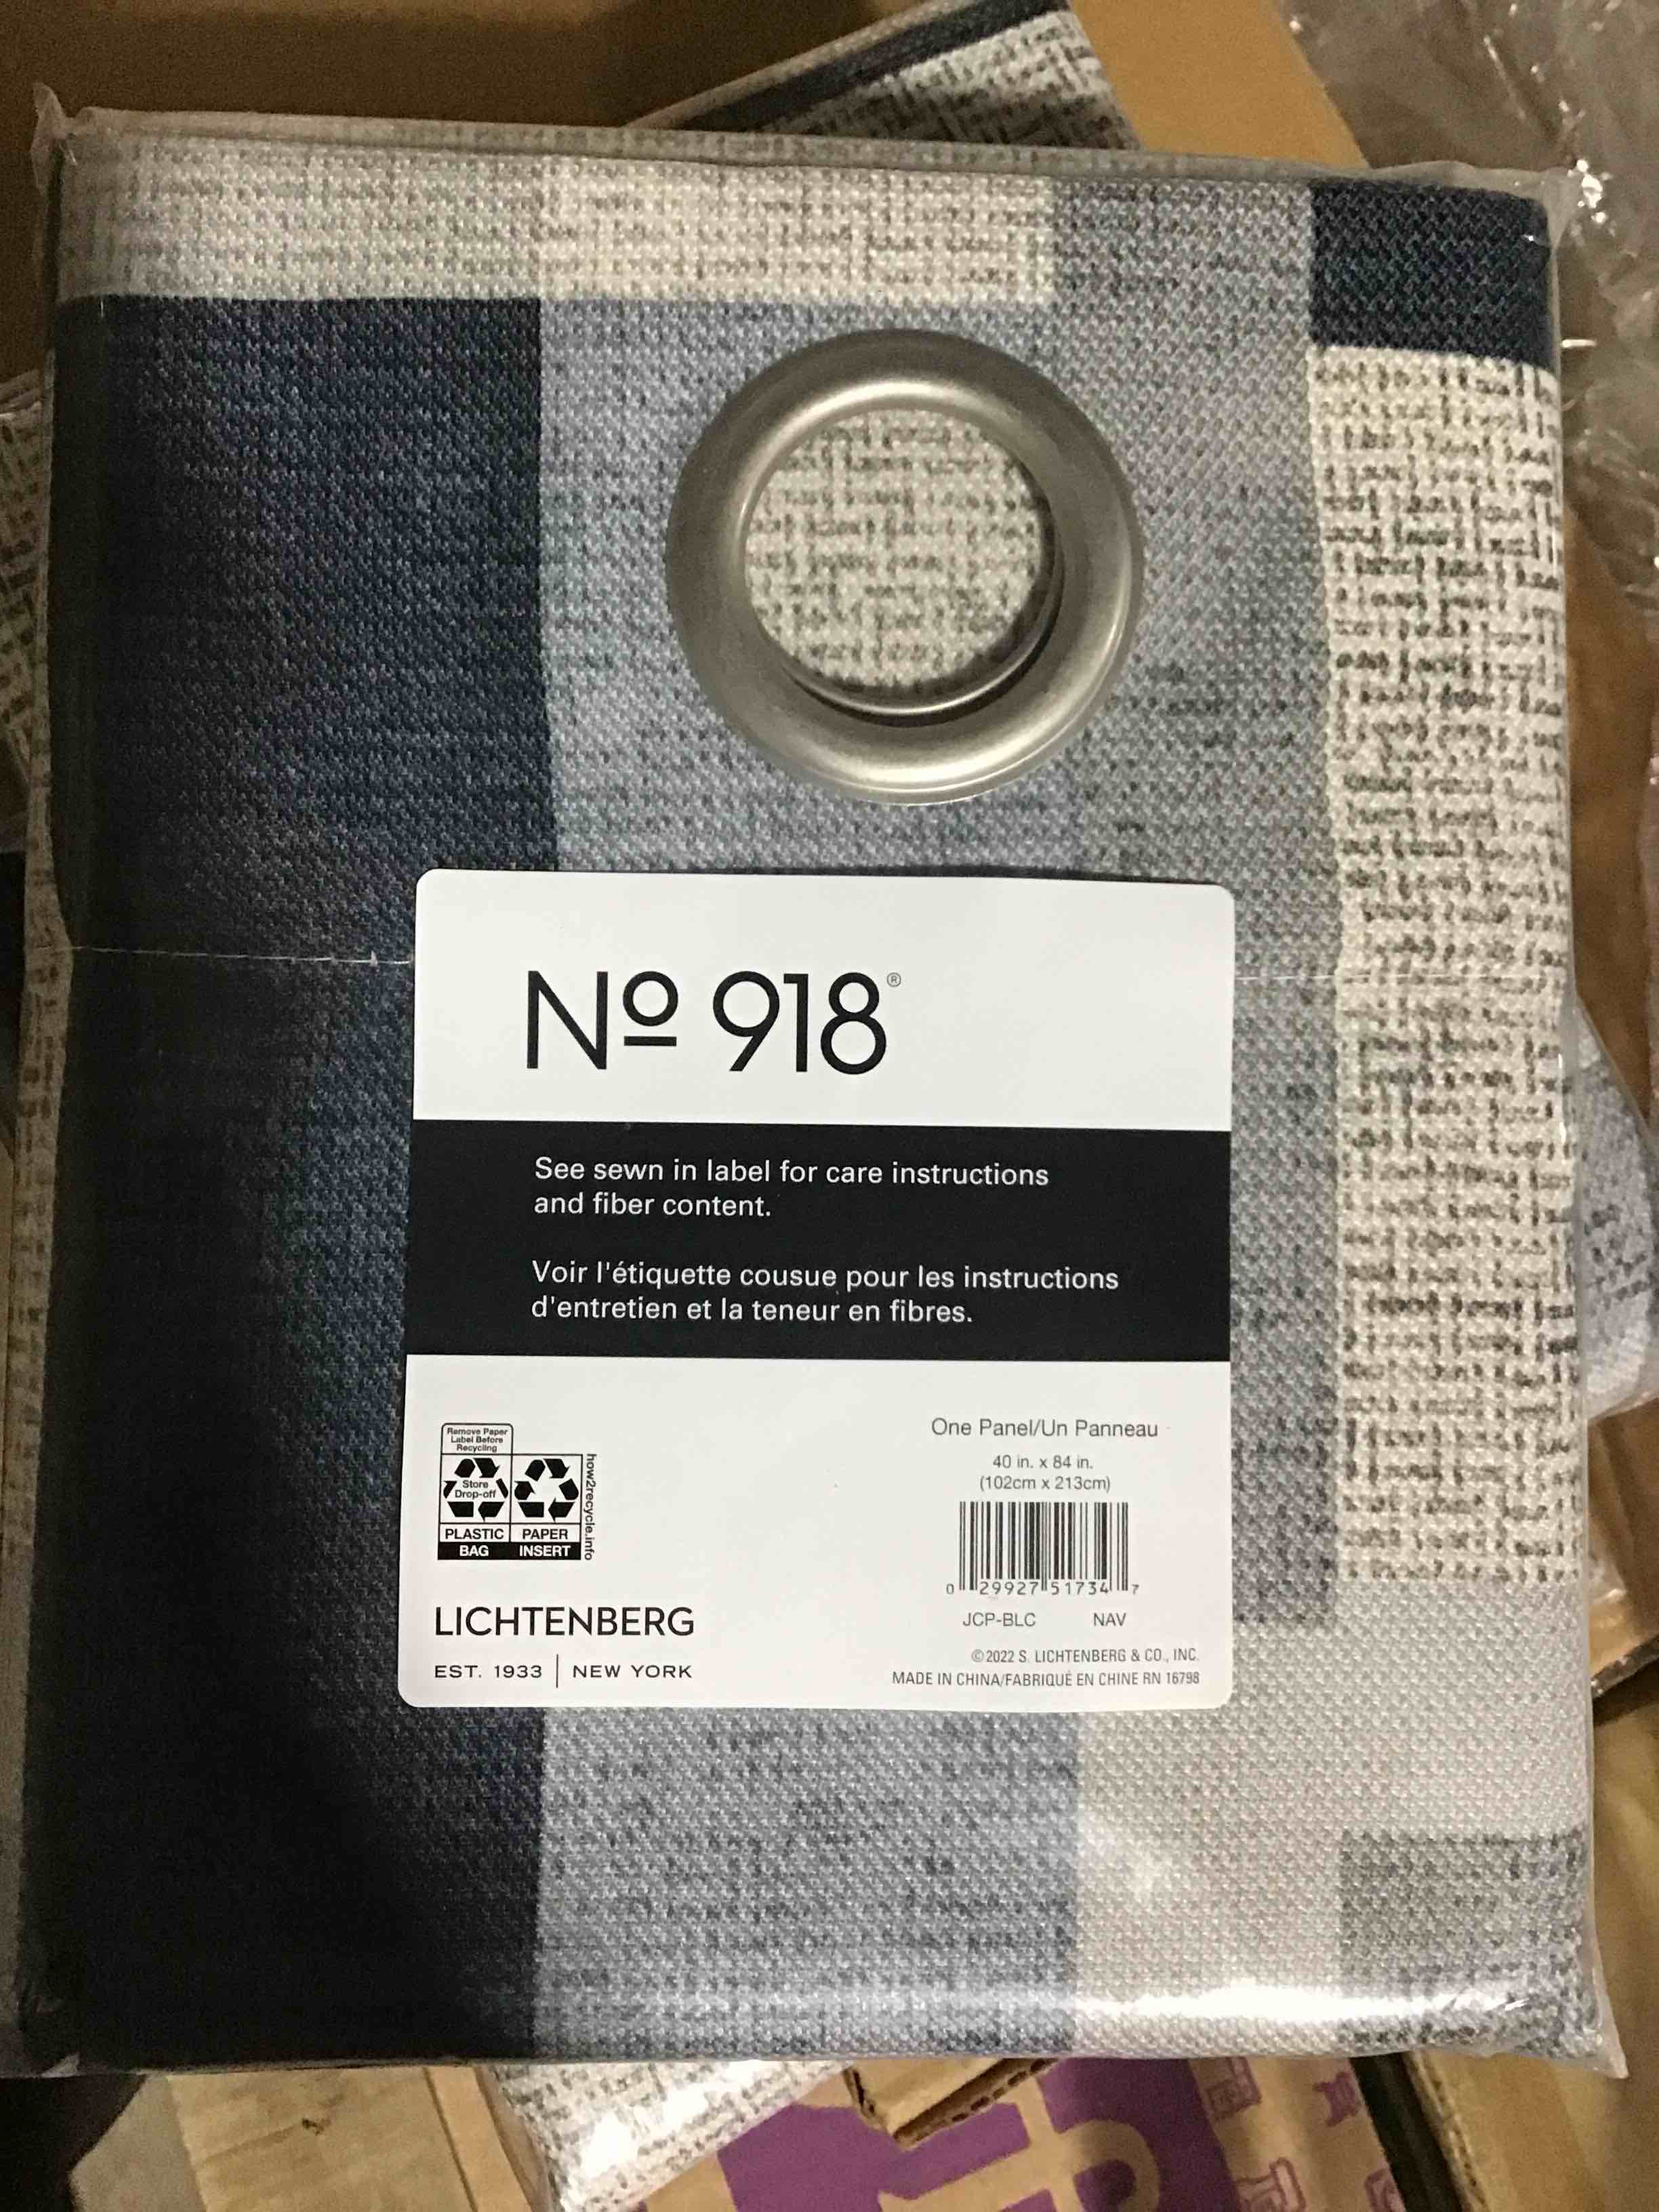 Nº 918®
See sewn in label for care instructions
and fiber content.
Voir l'étiquette cousue pour les instructions
d'entretien et la teneur en fibres.
Remove Paper
Label Before
Recycling
Store
Drop-off
PLASTIC
BAG
PAPER
INSERT
how2recycle.info
LICHTENBERG
EST. 1933 | NEW YORK
One Panel/Un Panneau
40 in. x 84 in.
(102cm x 213cm)
0 29927 51734 7
JCP-BLC NAV
©2022 S. LICHTENBERG & CO., INC.
MADE IN CHINA/FABRIQUÉ EN CHINE RN 16798